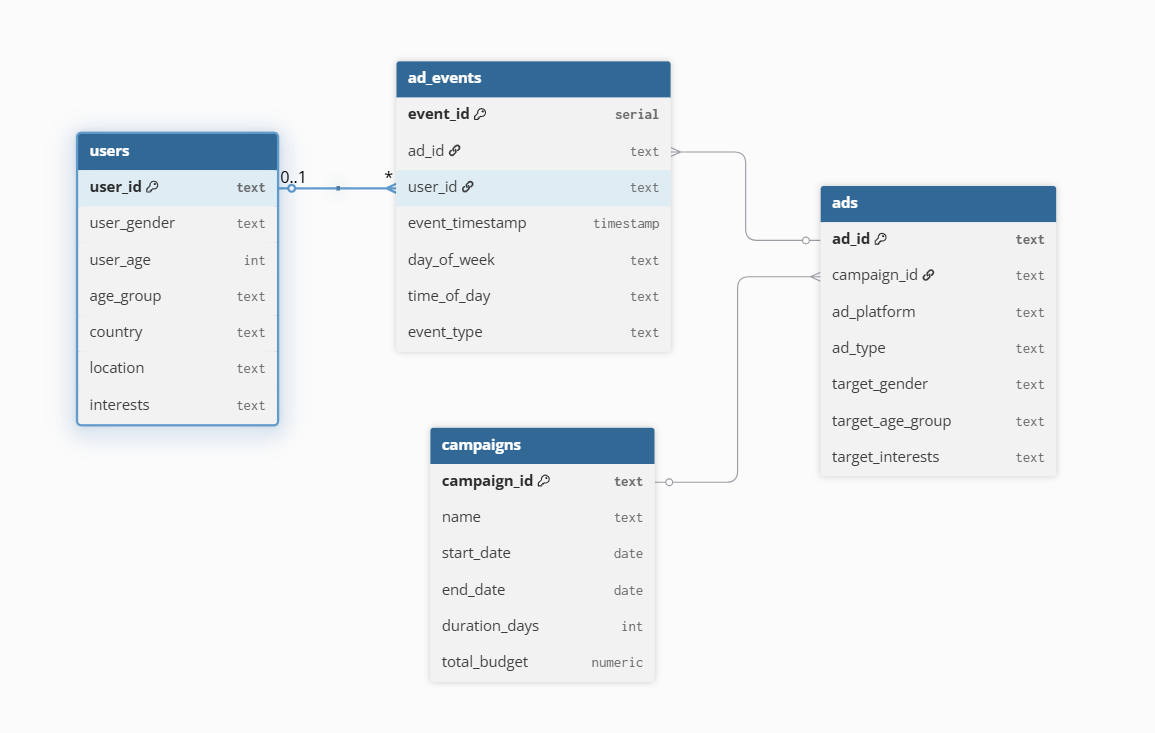 users
user_id text
user_gender text
user_age int
age_group text
country text
location text
interests text
0..1
*
ad_events
event_id serial
ad_id text
user_id text
event_timestamp timestamp
day_of_week text
time_of_day text
event_type text
ads
ad_id text
campaign_id text
ad_platform text
ad_type text
target_gender text
target_age_group text
target_interests text
campaigns
campaign_id text
name text
start_date date
end_date date
duration_days int
total_budget numeric